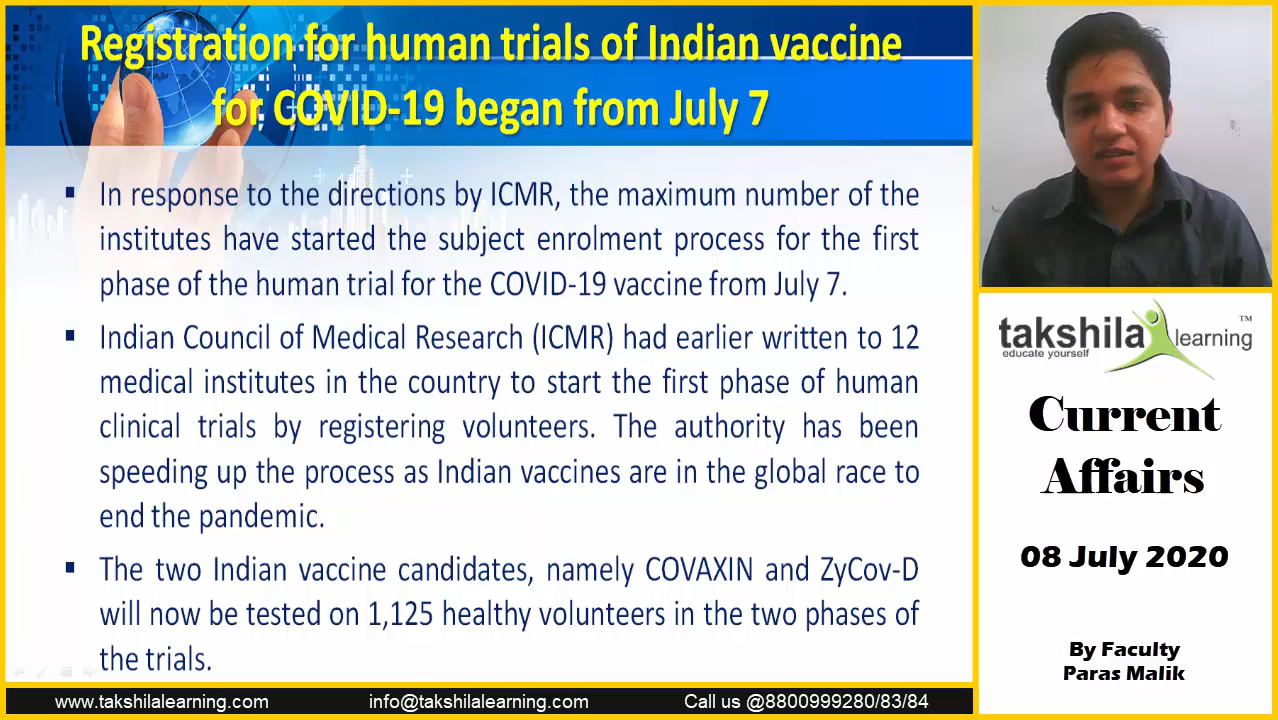 Registration for human trials of Indian vaccine
for COVID-19 began from July 7
▪ In response to the directions by ICMR, the maximum number of the
institutes have started the subject enrolment process for the first
phase of the human trial for the COVID-19 vaccine from July 7.
▪ Indian Council of Medical Research (ICMR) had earlier written to 12
medical institutes in the country to start the first phase of human
clinical trials by registering volunteers. The authority has been
speeding up the process as Indian vaccines are in the global race to
end the pandemic.
▪ The two Indian vaccine candidates, namely COVAXIN and ZyCov-D
will now be tested on 1,125 healthy volunteers in the two phases of
the trials.
www.takshilalearning.com info@takshilalearning.com Call us @8800999280/83/84
takshila learning TM
educate yourself
Current
Affairs
08 July 2020
By Faculty
Paras Malik